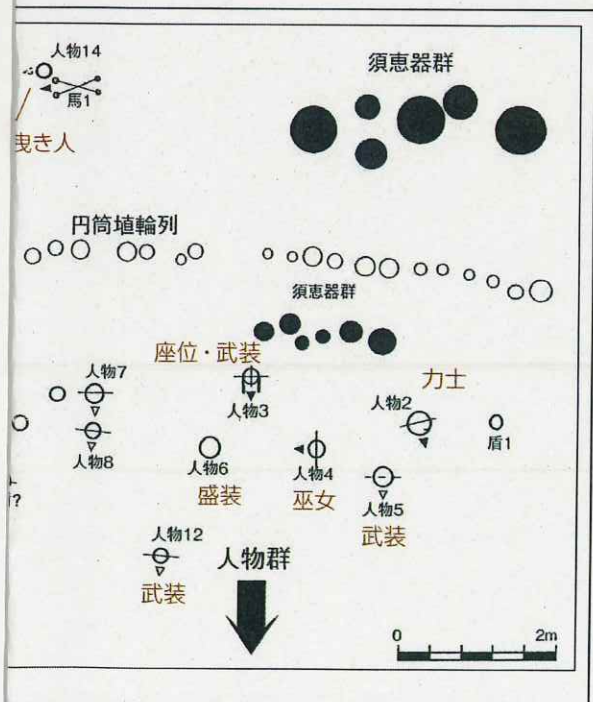 人物14
馬1
曳き人
須恵器群
円筒埴輪列
須恵器群
座位・武装
人物3
人物7
人物8
力士
人物2
盾1
人物6
盛装
人物4
巫女
人物5
武装
?
人物12
武装
人物群
0
2m